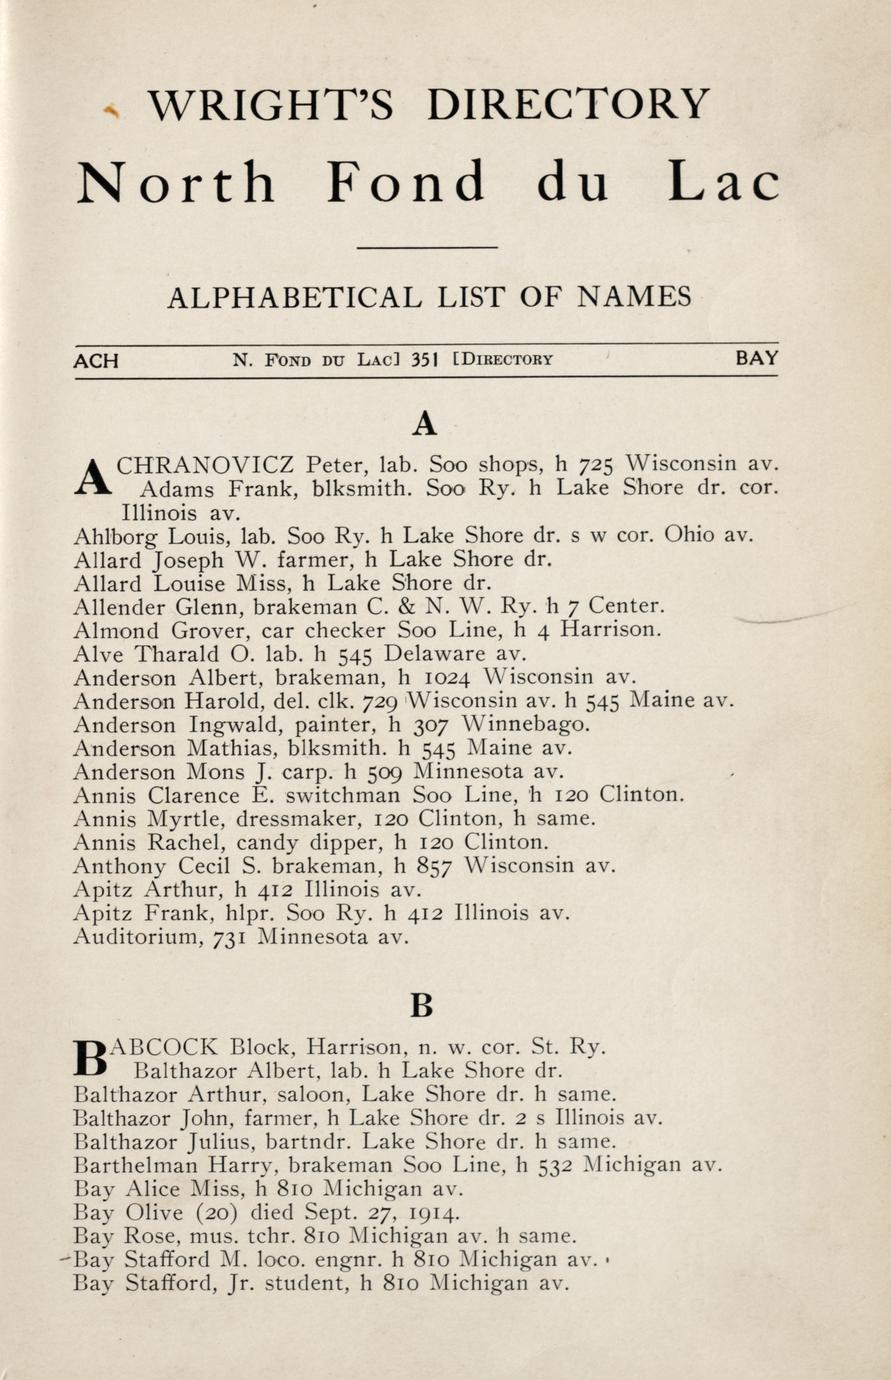 WRIGHT'S DIRECTORY
North Fond du Lac
ALPHABETICAL LIST OF NAMES
ACH N. FOND DU LAC] 351 [DIRECTORY BAY
A
ACHRANOVICZ Peter, lab. Soo shops, h 725 Wisconsin av.
Adams Frank, blksmith. Soo Ry. h Lake Shore dr. cor.
Illinois av.
Ahlborg Louis, lab. Soo Ry. h Lake Shore dr. s w cor. Ohio av.
Allard Joseph W. farmer, h Lake Shore dr.
Allard Louise Miss, h Lake Shore dr.
Allender Glenn, brakeman C. & N. W. Ry. h 7 Center.
Almond Grover, car checker Soo Line, h 4 Harrison.
Alve Tharald O. lab. h 545 Delaware av.
Anderson Albert, brakeman, h 1024 Wisconsin av.
Anderson Harold, del. clk. 729 Wisconsin av. h 545 Maine av.
Anderson Ingwald, painter, h 307 Winnebago.
Anderson Mathias, blksmith. h 545 Maine av.
Anderson Mons J. carp. h 509 Minnesota av.
Annis Clarence E. switchman Soo Line, h 120 Clinton.
Annis Myrtle, dressmaker, 120 Clinton, h same.
Annis Rachel, candy dipper, h 120 Clinton.
Anthony Cecil S. brakeman, h 857 Wisconsin av.
Apitz Arthur, h 412 Illinois av.
Apitz Frank, hlpr. Soo Ry. h 412 Illinois av.
Auditorium, 731 Minnesota av.
B
BABCOCK Block, Harrison, n. w. cor. St. Ry.
Balthazor Albert, lab. h Lake Shore dr.
Balthazor Arthur, saloon, Lake Shore dr. h same.
Balthazor John, farmer, h Lake Shore dr. 2 s Illinois av.
Balthazor Julius, bartndr. Lake Shore dr. h same.
Barthelman Harry, brakeman Soo Line, h 532 Michigan av.
Bay Alice Miss, h 810 Michigan av.
Bay Olive (20) died Sept. 27, 1914.
Bay Rose, mus. tchr. 810 Michigan av. h same.
Bay Stafford M. loco. engnr. h 810 Michigan av.
Bay Stafford, Jr. student, h 810 Michigan av.